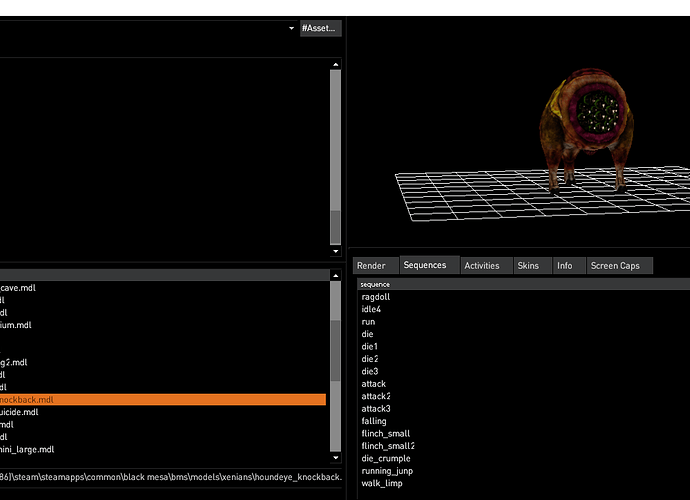 #Asset...
cave.mdl
dl
dl
ium.mdl
g2.mdl
dl
dl
nockback.mdl
uicide.mdl
mdl
dl
nini_large.mdl
86)\steam\steamapps\common\black mesa\bms\models\xenians\houndeye_knockback.
Render Sequences Activities Skins Info Screen Caps
sequence
ragdoll
idle4
run
die
die1
die2
die3
attack
attack2
attack3
falling
flinch_small
flinch_small2
die_crumple
running_junp
walk_limp